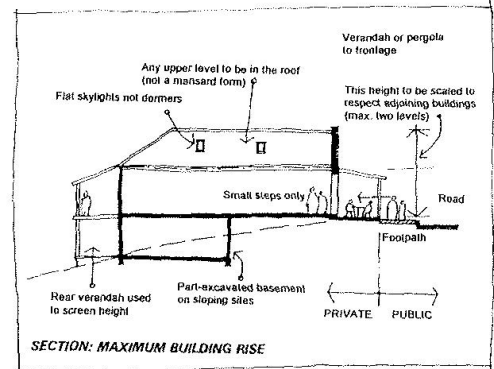 Verandah or pergola
to frontage
Any upper level to be in the roof
(not a mansard form)
Flat skylights not dormers
This height to be scaled to
respect adjoining buildings
(max. two levels)
Small steps only
Road
Footpath
Rear verandah used
to screen height
Part-excavated basement
on sloping sites
PRIVATE
PUBLIC
SECTION: MAXIMUM BUILDING RISE